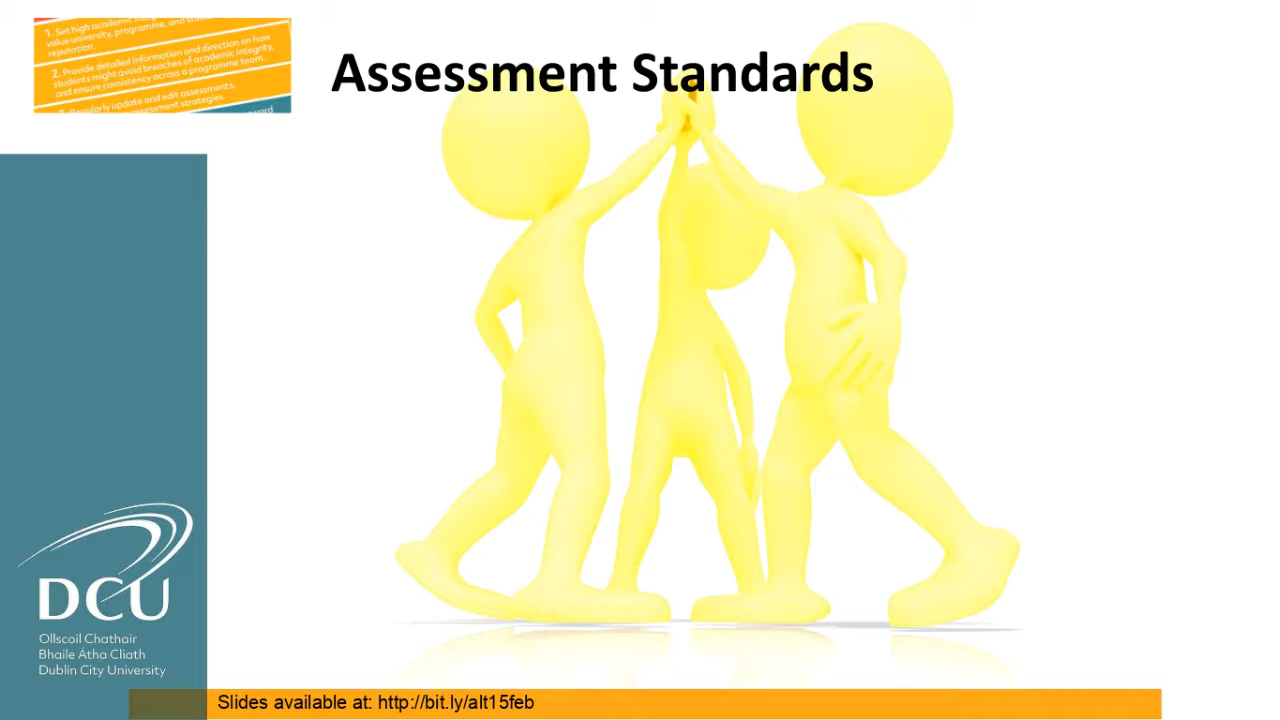 1. Set high academic
value university, programme, and
reputation.
2. Provide detailed information and direction on how
students might avoid breaches of academic integrity,
and ensure consistency across a programme team.
update and edit assessments,
assessment strategies.
Assessment Standards
DCU
Ollscoil Chathair
Bhaile Átha Cliath
Dublin City University
Slides available at: http://bit.ly/alt15feb